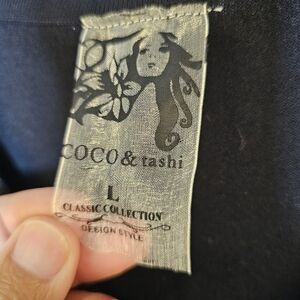 COCO & tashi
L
CLASSIC COLLECTION
DESIGN STYLE